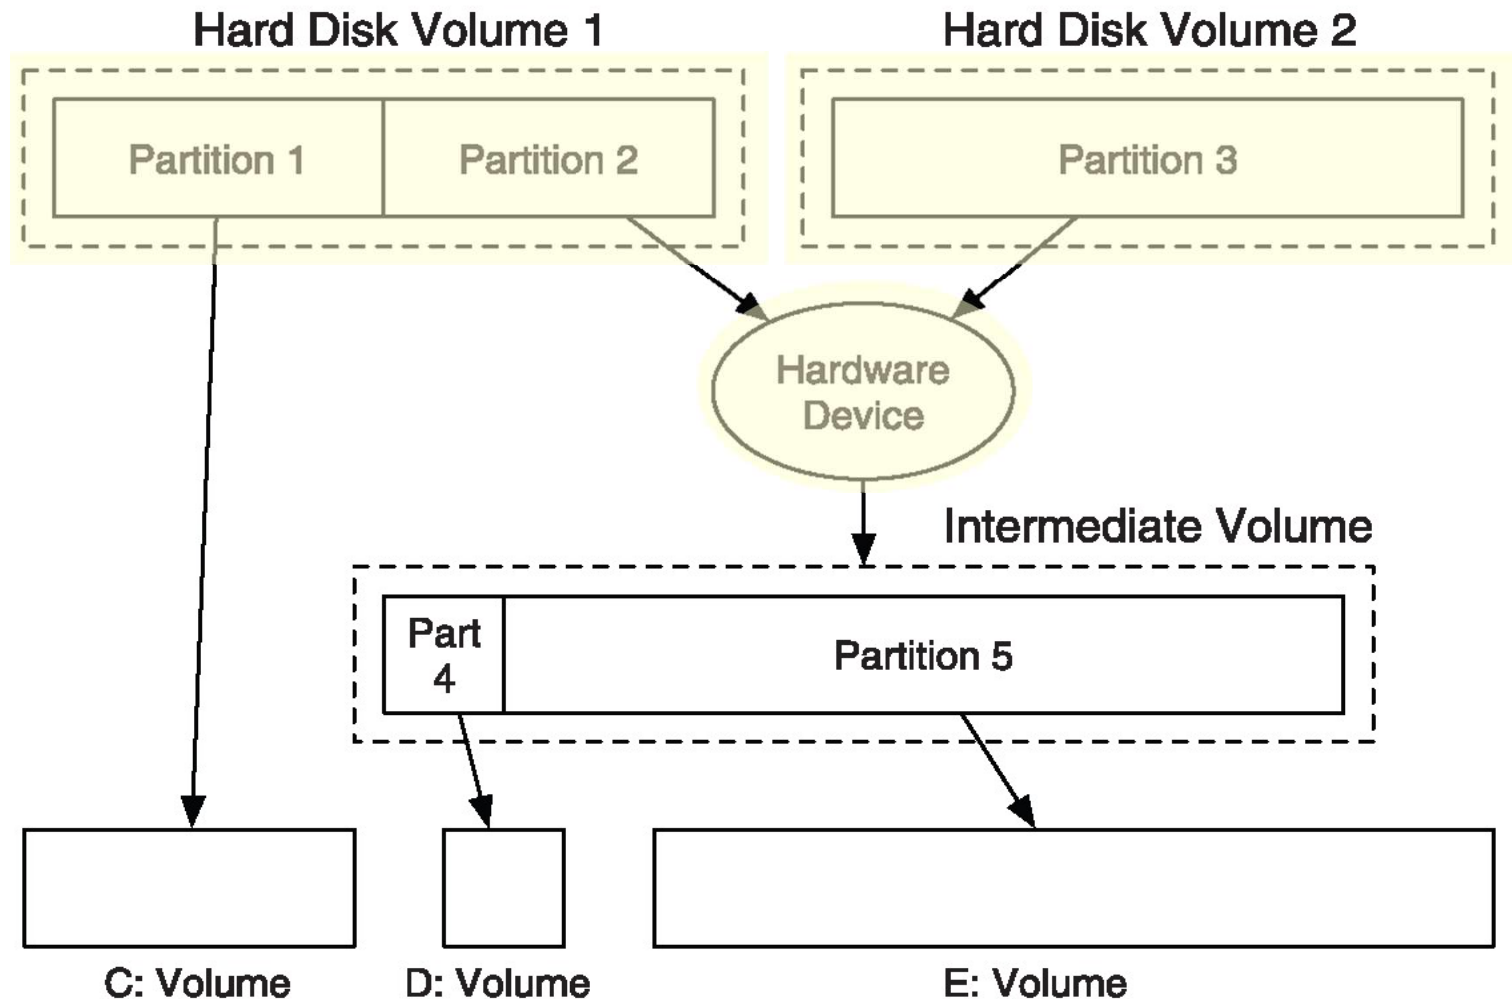 Hard Disk Volume 1
Hard Disk Volume 2
Partition 1
Partition 2
Partition 3
Hardware
Device
Intermediate Volume
Part
4
Partition 5
C: Volume
D: Volume
E: Volume